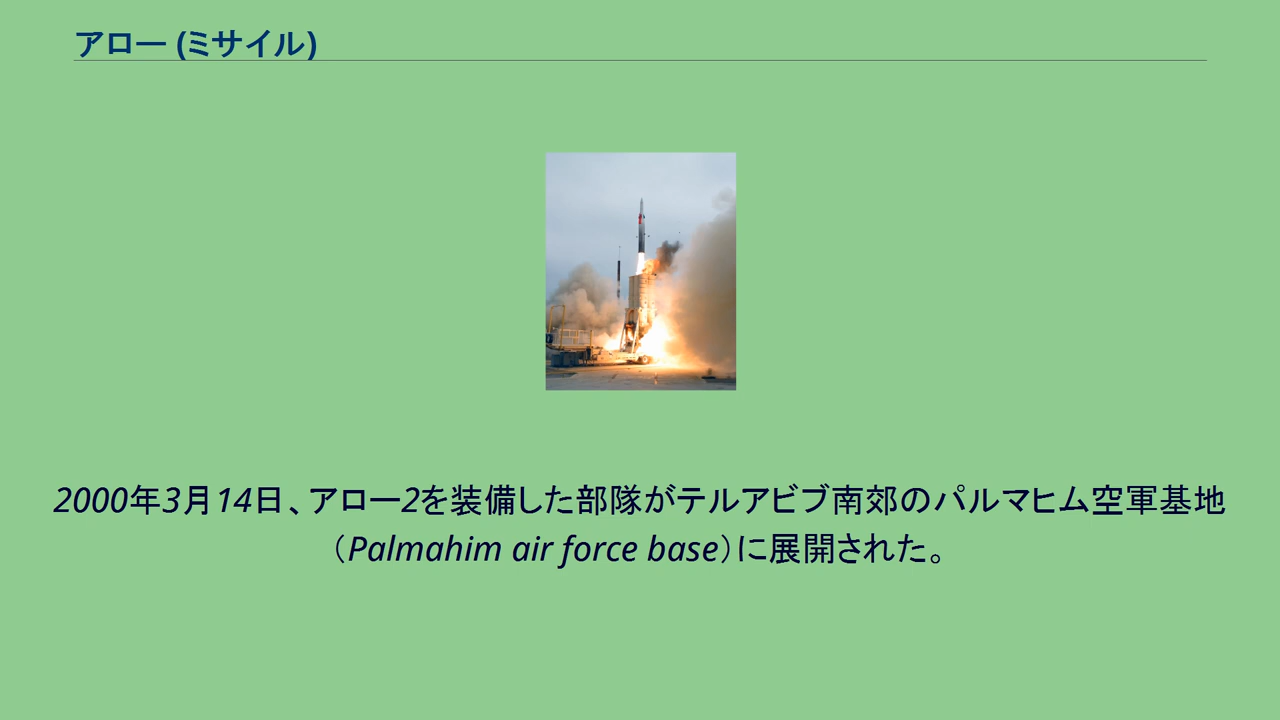 アロー (ミサイル)
2000年3月14日、アロー2を装備した部隊がテルアビブ南郊のパルマヒム空軍基地
（Palmahim air force base）に展開された。